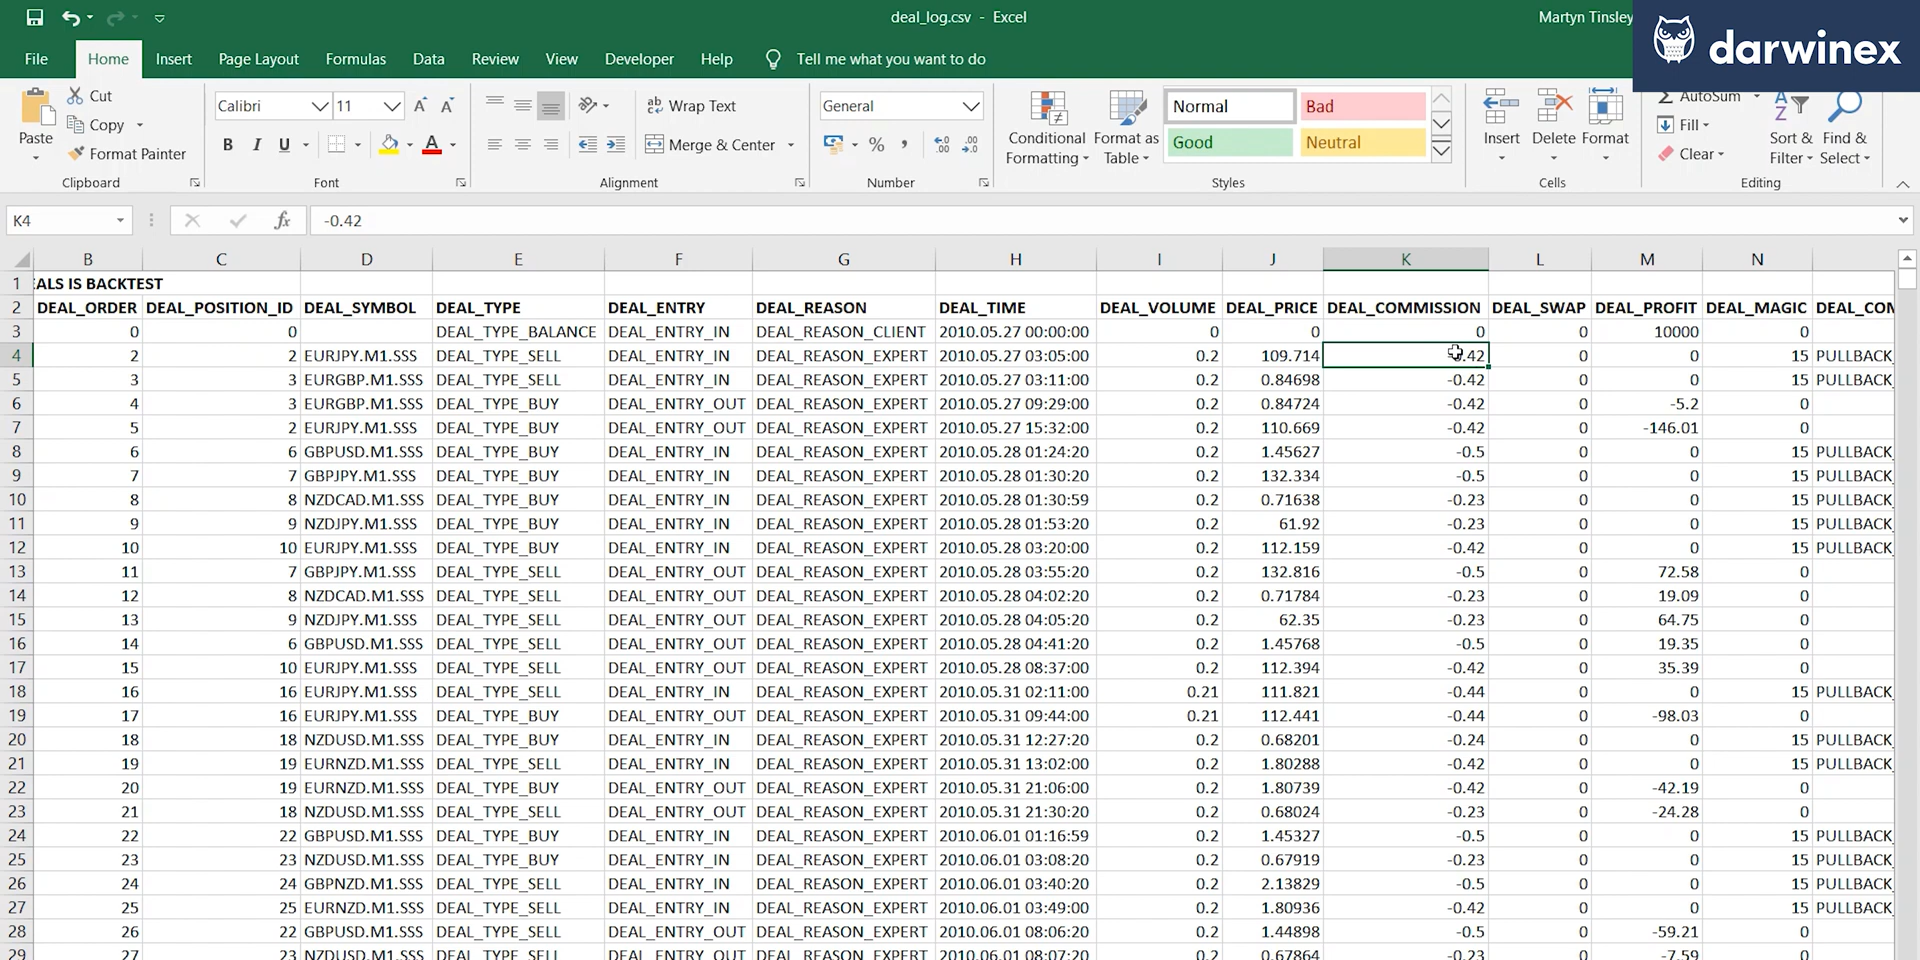 deal_log.csv - Excel
Martyn Tinsley
darwinex
File Home Insert Page Layout Formulas Data Review View Developer Help Tell me what you want to do
Paste
Cut
Copy
Format Painter
Clipboard
Calibri 11
B I U
Font
Wrap Text
Merge & Center
Alignment
General
Number
Conditional Formatting
Format as Table
Normal Bad
Good Neutral
Styles
Insert Delete Format
Cells
AutoSum
Fill
Clear
Sort & Filter
Find & Select
Editing
K4 fx -0.42
B C D E F G H I J K L M N
1 EALS IS BACKTEST
2 DEAL_ORDER DEAL_POSITION_ID DEAL_SYMBOL DEAL_TYPE DEAL_ENTRY DEAL_REASON DEAL_TIME DEAL_VOLUME DEAL_PRICE DEAL_COMMISSION DEAL_SWAP DEAL_PROFIT DEAL_MAGIC DEAL_COM
3 0 0 DEAL_TYPE_BALANCE DEAL_ENTRY_IN DEAL_REASON_CLIENT 2010.05.27 00:00:00 0 0 0 0 10000 0
4 2 2 EURJPY.M1.SSS DEAL_TYPE_SELL DEAL_ENTRY_IN DEAL_REASON_EXPERT 2010.05.27 03:05:00 0.2 109.714 -0.42 0 0 15 PULLBACK_
5 3 3 EURGBP.M1.SSS DEAL_TYPE_SELL DEAL_ENTRY_IN DEAL_REASON_EXPERT 2010.05.27 03:11:00 0.2 0.84698 -0.42 0 0 15 PULLBACK_
6 4 3 EURGBP.M1.SSS DEAL_TYPE_BUY DEAL_ENTRY_OUT DEAL_REASON_EXPERT 2010.05.27 09:29:00 0.2 0.84724 -0.42 0 -5.2 0
7 5 2 EURJPY.M1.SSS DEAL_TYPE_BUY DEAL_ENTRY_OUT DEAL_REASON_EXPERT 2010.05.27 15:32:00 0.2 110.669 -0.42 0 -146.01 0
8 6 6 GBPUSD.M1.SSS DEAL_TYPE_BUY DEAL_ENTRY_IN DEAL_REASON_EXPERT 2010.05.28 01:24:20 0.2 1.45627 -0.5 0 0 15 PULLBACK_
9 7 7 GBPJPY.M1.SSS DEAL_TYPE_BUY DEAL_ENTRY_IN DEAL_REASON_EXPERT 2010.05.28 01:30:20 0.2 132.334 -0.5 0 0 15 PULLBACK_
10 8 8 NZDCAD.M1.SSS DEAL_TYPE_BUY DEAL_ENTRY_IN DEAL_REASON_EXPERT 2010.05.28 01:30:59 0.2 0.71638 -0.23 0 0 15 PULLBACK_
11 9 9 NZDJPY.M1.SSS DEAL_TYPE_BUY DEAL_ENTRY_IN DEAL_REASON_EXPERT 2010.05.28 01:53:20 0.2 61.92 -0.23 0 0 15 PULLBACK_
12 10 10 EURJPY.M1.SSS DEAL_TYPE_BUY DEAL_ENTRY_IN DEAL_REASON_EXPERT 2010.05.28 03:20:00 0.2 112.159 -0.42 0 0 15 PULLBACK_
13 11 7 GBPJPY.M1.SSS DEAL_TYPE_SELL DEAL_ENTRY_OUT DEAL_REASON_EXPERT 2010.05.28 03:55:20 0.2 132.816 -0.5 0 72.58 0
14 12 8 NZDCAD.M1.SSS DEAL_TYPE_SELL DEAL_ENTRY_OUT DEAL_REASON_EXPERT 2010.05.28 04:02:20 0.2 0.71784 -0.23 0 19.09 0
15 13 9 NZDJPY.M1.SSS DEAL_TYPE_SELL DEAL_ENTRY_OUT DEAL_REASON_EXPERT 2010.05.28 04:05:20 0.2 62.35 -0.23 0 64.75 0
16 14 6 GBPUSD.M1.SSS DEAL_TYPE_SELL DEAL_ENTRY_OUT DEAL_REASON_EXPERT 2010.05.28 04:41:20 0.2 1.45768 -0.5 0 19.35 0
17 15 10 EURJPY.M1.SSS DEAL_TYPE_SELL DEAL_ENTRY_OUT DEAL_REASON_EXPERT 2010.05.28 08:37:00 0.2 112.394 -0.42 0 35.39 0
18 16 16 EURJPY.M1.SSS DEAL_TYPE_SELL DEAL_ENTRY_IN DEAL_REASON_EXPERT 2010.05.31 02:11:00 0.21 111.821 -0.44 0 0 15 PULLBACK_
19 17 16 EURJPY.M1.SSS DEAL_TYPE_BUY DEAL_ENTRY_OUT DEAL_REASON_EXPERT 2010.05.31 09:44:00 0.21 112.441 -0.44 0 -98.03 0
20 18 18 NZDUSD.M1.SSS DEAL_TYPE_BUY DEAL_ENTRY_IN DEAL_REASON_EXPERT 2010.05.31 12:27:20 0.2 0.68201 -0.24 0 0 15 PULLBACK_
21 19 19 EURNZD.M1.SSS DEAL_TYPE_SELL DEAL_ENTRY_IN DEAL_REASON_EXPERT 2010.05.31 13:02:00 0.2 1.80288 -0.42 0 0 15 PULLBACK_
22 20 19 EURNZD.M1.SSS DEAL_TYPE_BUY DEAL_ENTRY_OUT DEAL_REASON_EXPERT 2010.05.31 21:06:00 0.2 1.80739 -0.42 0 -42.19 0
23 21 18 NZDUSD.M1.SSS DEAL_TYPE_SELL DEAL_ENTRY_OUT DEAL_REASON_EXPERT 2010.05.31 21:30:20 0.2 0.68024 -0.23 0 -24.28 0
24 22 22 GBPUSD.M1.SSS DEAL_TYPE_BUY DEAL_ENTRY_IN DEAL_REASON_EXPERT 2010.06.01 01:16:59 0.2 1.45327 -0.5 0 0 15 PULLBACK_
25 23 23 NZDUSD.M1.SSS DEAL_TYPE_BUY DEAL_ENTRY_IN DEAL_REASON_EXPERT 2010.06.01 03:08:20 0.2 0.67919 -0.23 0 0 15 PULLBACK_
26 24 24 GBPNZD.M1.SSS DEAL_TYPE_SELL DEAL_ENTRY_IN DEAL_REASON_EXPERT 2010.06.01 03:40:20 0.2 2.13829 -0.5 0 0 15 PULLBACK_
27 25 25 EURNZD.M1.SSS DEAL_TYPE_SELL DEAL_ENTRY_IN DEAL_REASON_EXPERT 2010.06.01 03:49:00 0.2 1.80936 -0.42 0 0 15 PULLBACK_
28 26 22 GBPUSD.M1.SSS DEAL_TYPE_SELL DEAL_ENTRY_OUT DEAL_REASON_EXPERT 2010.06.01 08:06:20 0.2 1.44898 -0.5 0 -59.21 0
29 27 23 NZDUSD.M1.SSS DEAL_TYPE_SELL DEAL_ENTRY_OUT DEAL_REASON_EXPERT 2010.06.01 08:07:20 0.2 0.67864 -0.23 0 -7.59 0